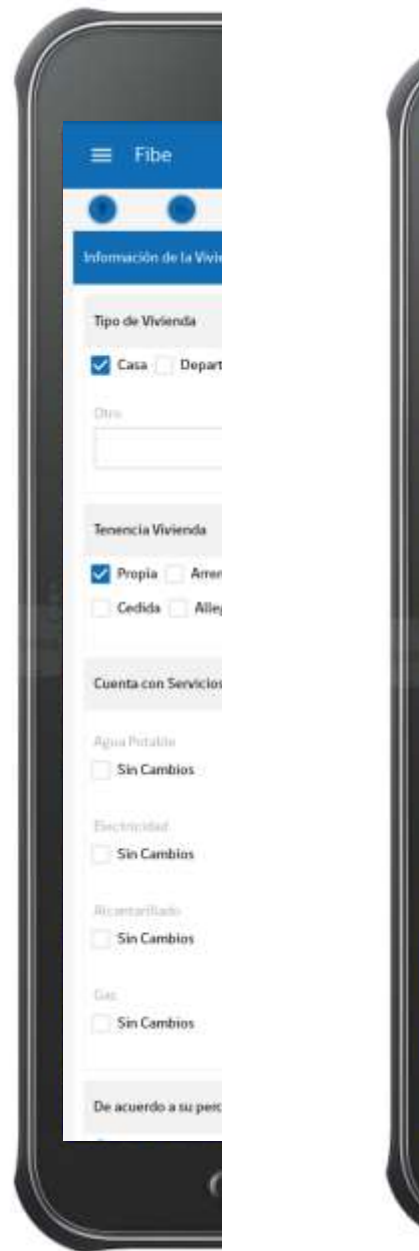 Fibe
Información de la Vivie
Tipo de Vivienda
Casa Depart
Otro
Tenencia Vivienda
Propia Arren
Cedida Alleg
Cuenta con Servicios
Agua Potable
Sin Cambios
Electricidad
Sin Cambios
Alcantarillado
Sin Cambios
Gas
Sin Cambios
De acuerdo a su perc